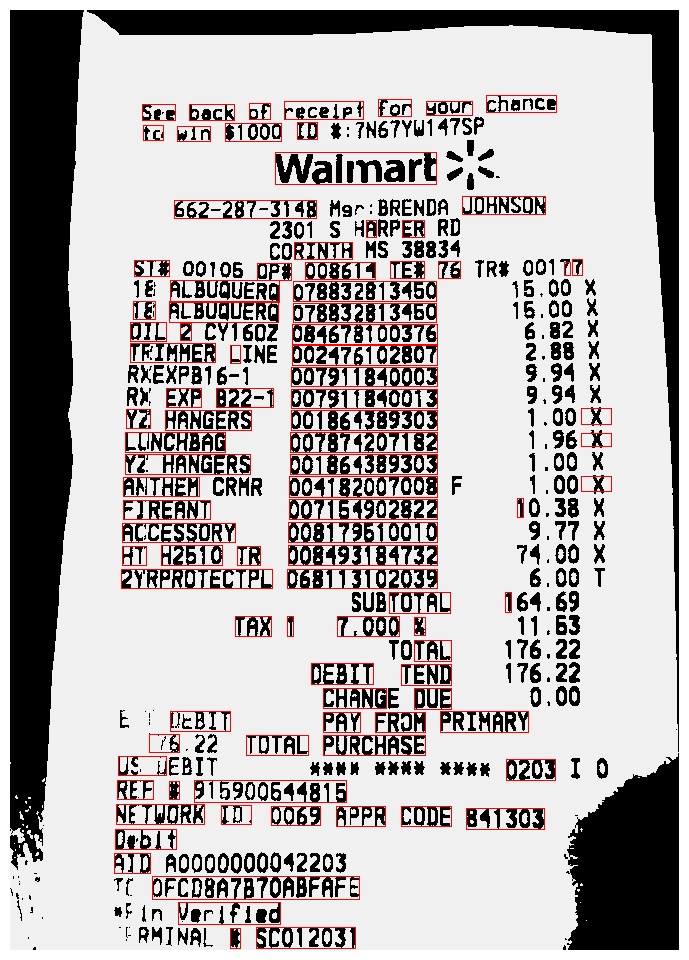 See back of receipt for your chance
to win $1000 ID #:7N67YW147SP
Walmart
662-287-3148 Mgr:BRENDA JOHNSON
2301 S HARPER RD
CORINTH MS 38834
ST# 00105 OP# 008614 TE# 76 TR# 00177
18 ALBUQUERQ 078832813450 15.00 X
18 ALBUQUERQ 078832813450 15.00 X
OIL 2 CY16OZ 084678100376 6.82 X
TRIMMER LINE 002476102807 2.88 X
RXEXPB16-1 007911840003 9.94 X
RX EXP B22-1 007911840013 9.94 X
YZ HANGERS 001864389303 1.00 X
LUNCHBAG 007874207182 1.96 X
YZ HANGERS 001864389303 1.00 X
ANTHEM CRMR 004182007008 F 1.00 X
FIREANT 007154902822 10.38 X
ACCESSORY 008179510010 9.77 X
HT H2510 TR 008493184732 74.00 X
2YRPROTECTPL 068113102039 6.00 T
SUBTOTAL 164.69
TAX 1 7.000 % 11.53
TOTAL 176.22
DEBIT TEND 176.22
CHANGE DUE 0.00
DEBIT PAY FROM PRIMARY
76.22 TOTAL PURCHASE
US DEBIT **** **** **** 0203 I 0
REF # 915900544815
NETWORK ID. 0069 APPR CODE 841303
Debit
AID A0000000042203
TC 0FCD8A7B70ABFAFE
*Pin Verified
TERMINAL # SC012031